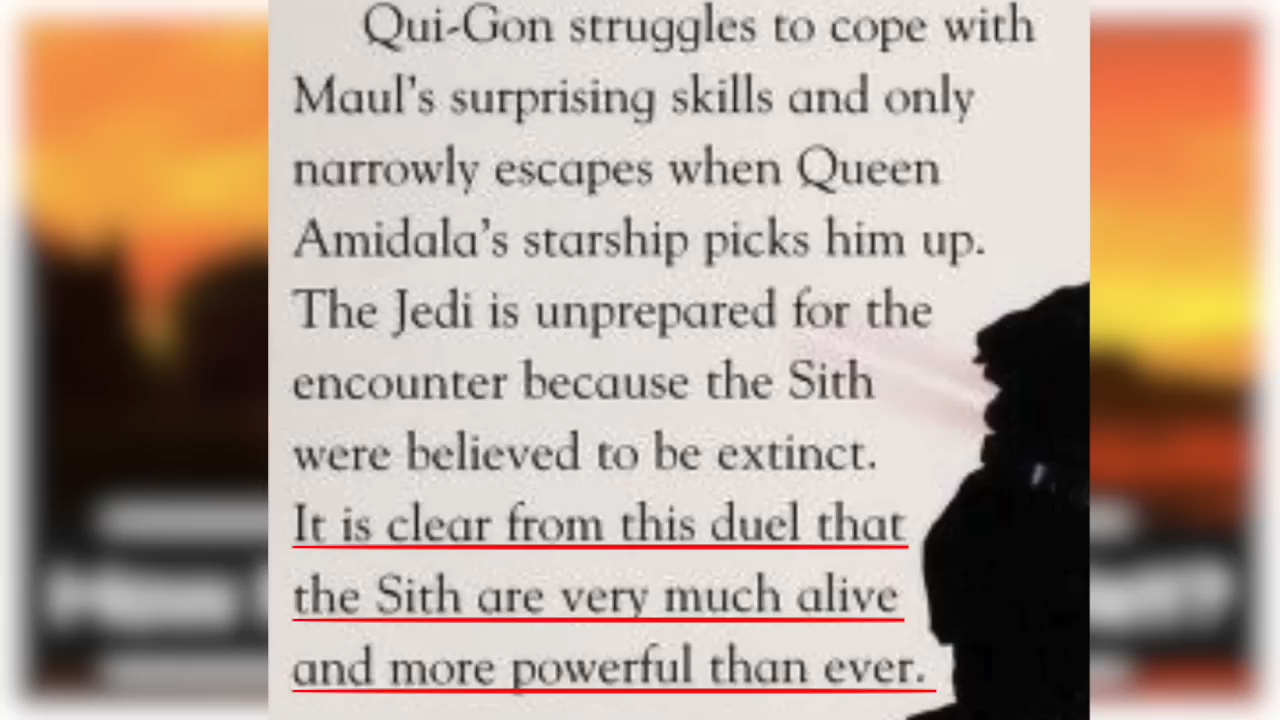 Qui-Gon struggles to cope with
Maul's surprising skills and only
narrowly escapes when Queen
Amidala's starship picks him up.
The Jedi is unprepared for the
encounter because the Sith
were believed to be extinct.
It is clear from this duel that
the Sith are very much alive
and more powerful than ever.